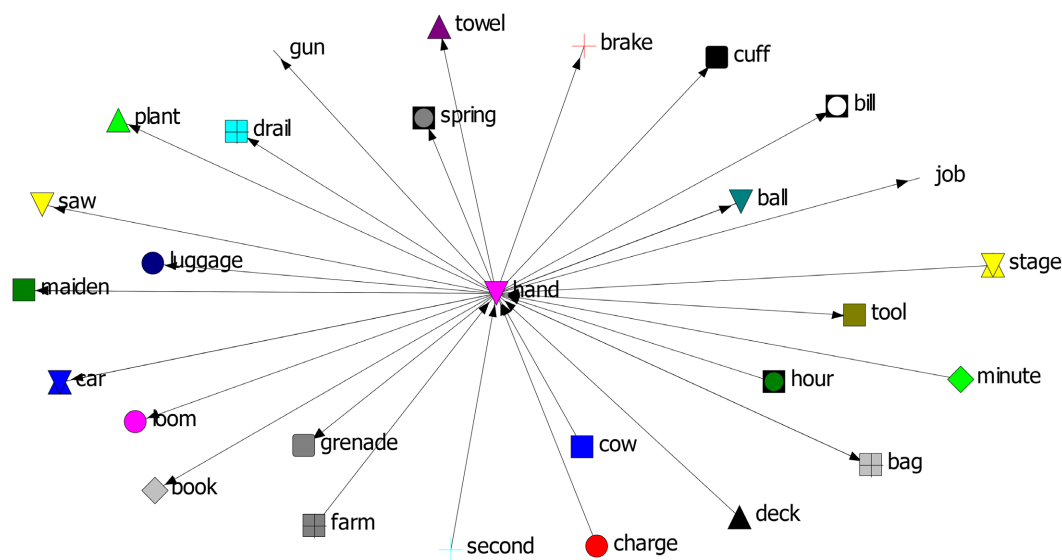 towel
gun
brake
cuff
plant
drail
spring
bill
job
saw
ball
luggage
stage
maiden
hand
tool
car
hour
minute
loom
grenade
cow
bag
book
farm
deck
second
charge